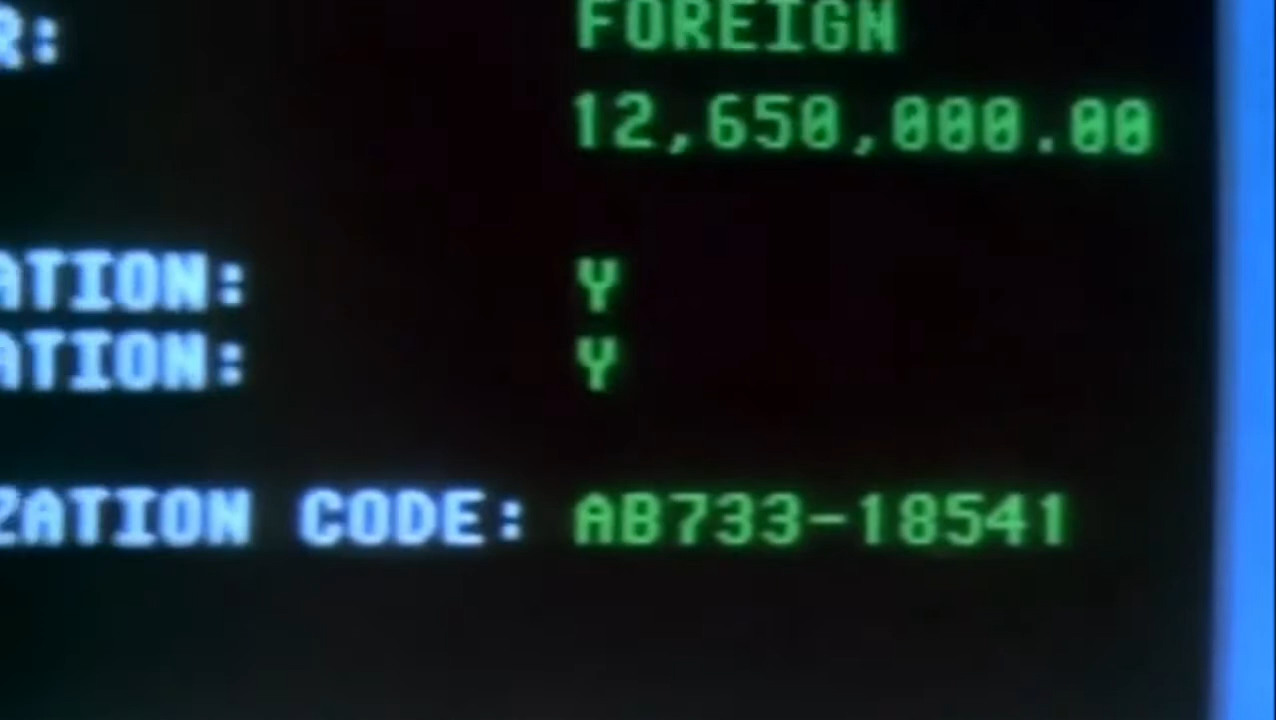 R: FOREIGN
12,650,000.00
ATION: Y
ATION: Y
ZATION CODE: AB733-18541